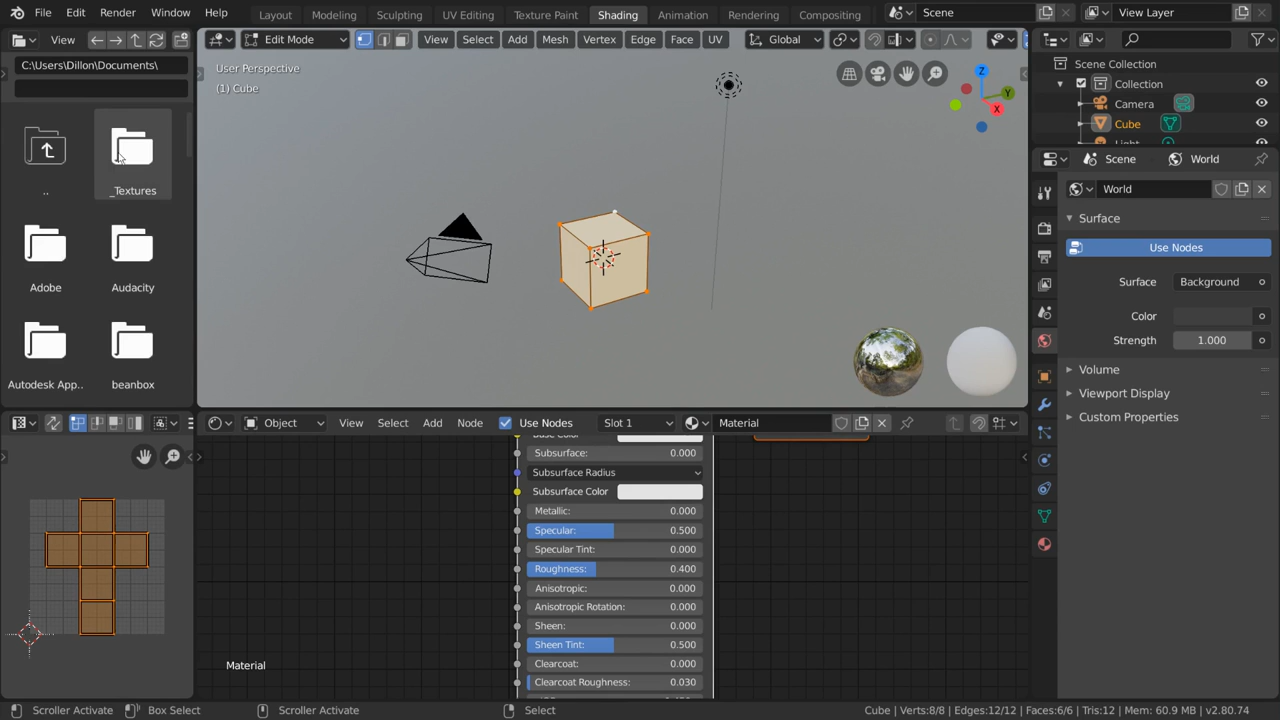 File Edit Render Window Help Layout Modeling Sculpting UV Editing Texture Paint Shading Animation Rendering Compositing Scene View Layer
View
C:\Users\Dillon\Documents\
..
_Textures
Adobe
Audacity
Autodesk App..
beanbox
Edit Mode View Select Add Mesh Vertex Edge Face UV Global
User Perspective
(1) Cube
Z
Y
X
Scene Collection
Collection
Camera
Cube
Scene World
World
Surface
Use Nodes
Surface Background
Color
Strength 1.000
Volume
Viewport Display
Custom Properties
Object View Select Add Node Use Nodes Slot 1 Material
Subsurface: 0.000
Subsurface Radius
Subsurface Color
Metallic: 0.000
Specular: 0.500
Specular Tint: 0.000
Roughness: 0.400
Anisotropic: 0.000
Anisotropic Rotation: 0.000
Sheen: 0.000
Sheen Tint: 0.500
Clearcoat: 0.000
Clearcoat Roughness: 0.030
Material
Scroller Activate Box Select Scroller Activate Select Cube | Verts:8/8 | Edges:12/12 | Faces:6/6 | Tris:12 | Mem: 60.9 MB | v2.80.74